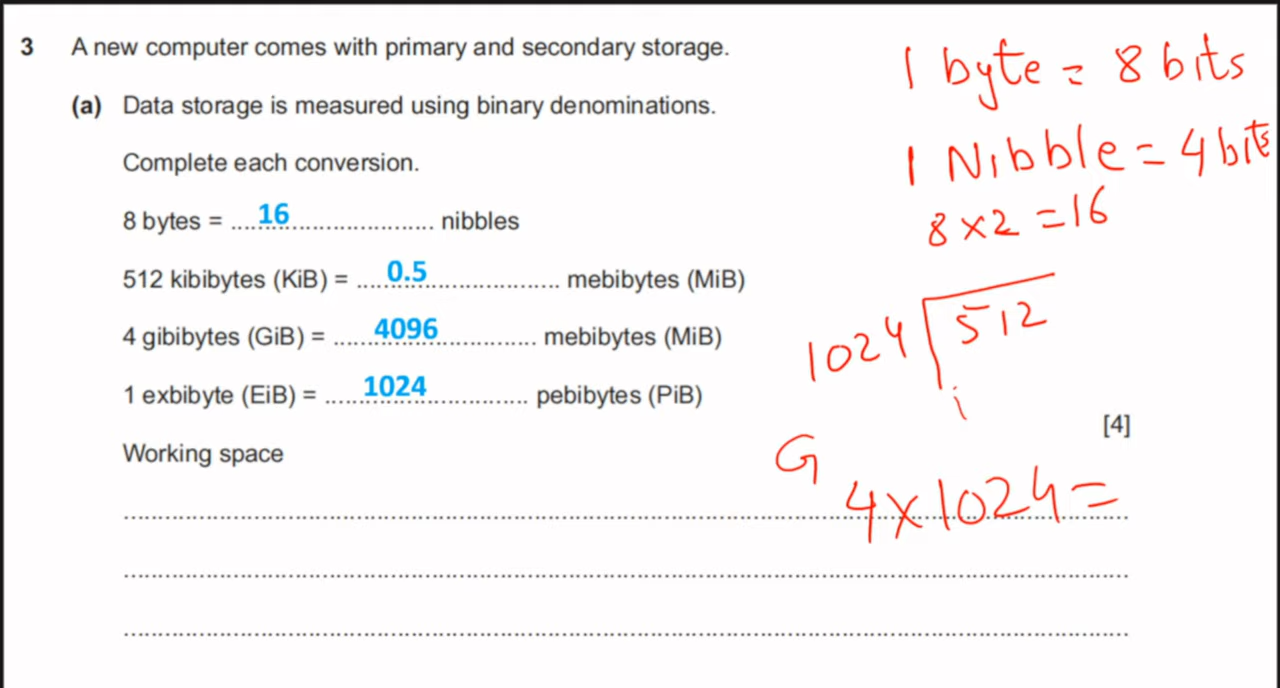 3 A new computer comes with primary and secondary storage.
(a) Data storage is measured using binary denominations.
Complete each conversion.
8 bytes = ....16.......................... nibbles
512 kibibytes (KiB) = ....0.5.......................... mebibytes (MiB)
4 gibibytes (GiB) = ......4096.................... mebibytes (MiB)
1 exbibyte (EiB) = ......1024.................... pebibytes (PiB)
[4]
Working space
1 byte = 8 bits
1 Nibble = 4 bits
8 x 2 = 16
1024 512
G
4 x 1024 =